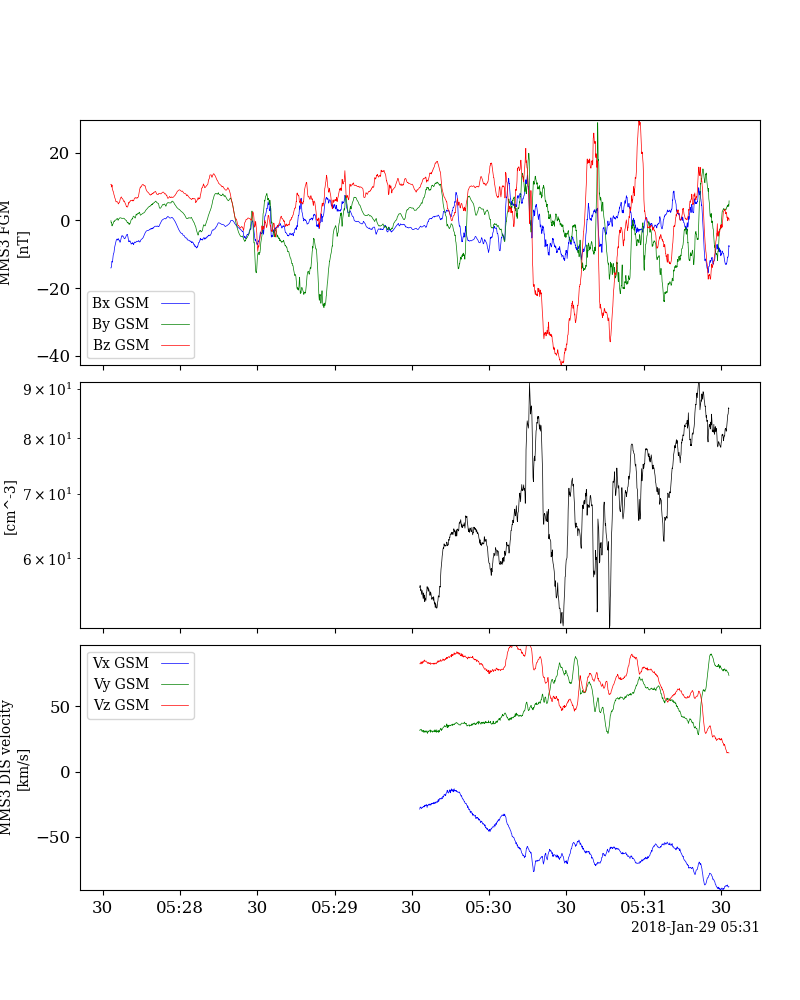 MMS3 FGM
[nT]
20
0
−20
−40
Bx GSM
By GSM
Bz GSM
[cm^-3]
9×10¹
8×10¹
7×10¹
6×10¹
MMS3 DIS velocity
[km/s]
50
0
−50
Vx GSM
Vy GSM
Vz GSM
30 05:28 30 05:29 30 05:30 30 05:31 30
2018-Jan-29 05:31